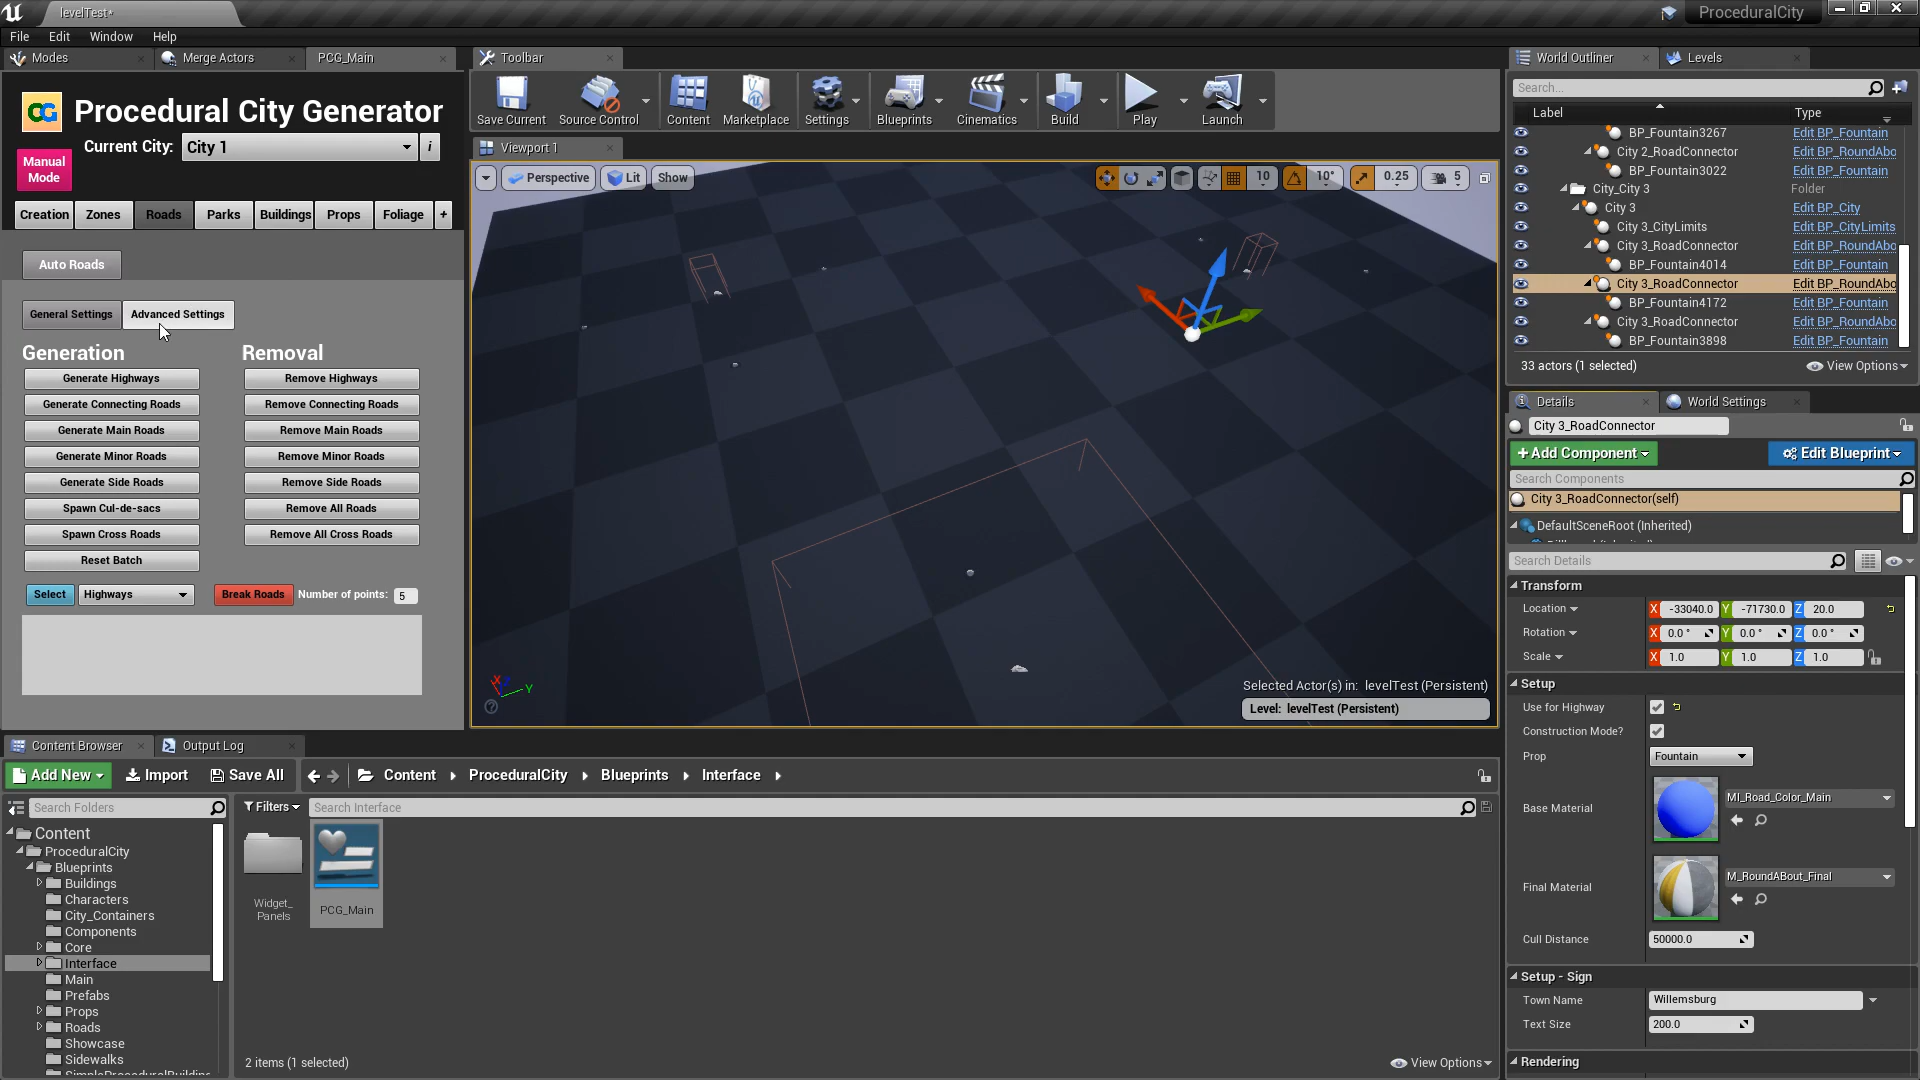 levelTest*
ProceduralCity
File Edit Window Help
Modes
Merge Actors
PCG_Main
Toolbar
World Outliner
Levels
CG
Procedural City Generator
Current City: City 1 i
Manual Mode
Creation Zones Roads Parks Buildings Props Foliage +
Auto Roads
General Settings Advanced Settings
Generation Removal
Generate Highways Remove Highways
Generate Connecting Roads Remove Connecting Roads
Generate Main Roads Remove Main Roads
Generate Minor Roads Remove Minor Roads
Generate Side Roads Remove Side Roads
Spawn Cul-de-sacs Remove All Roads
Spawn Cross Roads Remove All Cross Roads
Reset Batch
Select Highways Break Roads Number of points: 5
Save Current Source Control Content Marketplace Settings Blueprints Cinematics Build Play Launch
Viewport 1
Perspective Lit Show 10 10° 0.25 5
X Z Y
Selected Actor(s) in: levelTest (Persistent)
Level: levelTest (Persistent)
Search...
Label Type
BP_Fountain3267 Edit BP_Fountain
City 2_RoadConnector Edit BP_RoundAbo
BP_Fountain3022 Edit BP_Fountain
City_City 3 Folder
City 3 Edit BP_City
City 3_CityLimits Edit BP_CityLimits
City 3_RoadConnector Edit BP_RoundAbo
BP_Fountain4014 Edit BP_Fountain
City 3_RoadConnector Edit BP_RoundAbo
BP_Fountain4172 Edit BP_Fountain
City 3_RoadConnector Edit BP_RoundAbo
BP_Fountain3898 Edit BP_Fountain
33 actors (1 selected) View Options
Details
World Settings
City 3_RoadConnector
+Add Component Edit Blueprint
Search Components
City 3_RoadConnector(self)
DefaultSceneRoot (Inherited)
Search Details
Transform
Location X -33040.0 Y -71730.0 Z 20.0
Rotation X 0.0° Y 0.0° Z 0.0°
Scale X 1.0 Y 1.0 Z 1.0
Setup
Use for Highway
Construction Mode?
Prop Fountain
Base Material MI_Road_Color_Main
Final Material M_RoundABout_Final
Cull Distance 50000.0
Setup - Sign
Town Name Willemsburg
Text Size 200.0
Rendering
Content Browser
Output Log
Add New Import Save All Content ProceduralCity Blueprints Interface
Search Folders
Filters Search Interface
Content
ProceduralCity
Blueprints
Buildings
Characters
City_Containers
Components
Core
Interface
Main
Prefabs
Props
Roads
Showcase
Sidewalks
Widget_
Panels
PCG_Main
2 items (1 selected) View Options